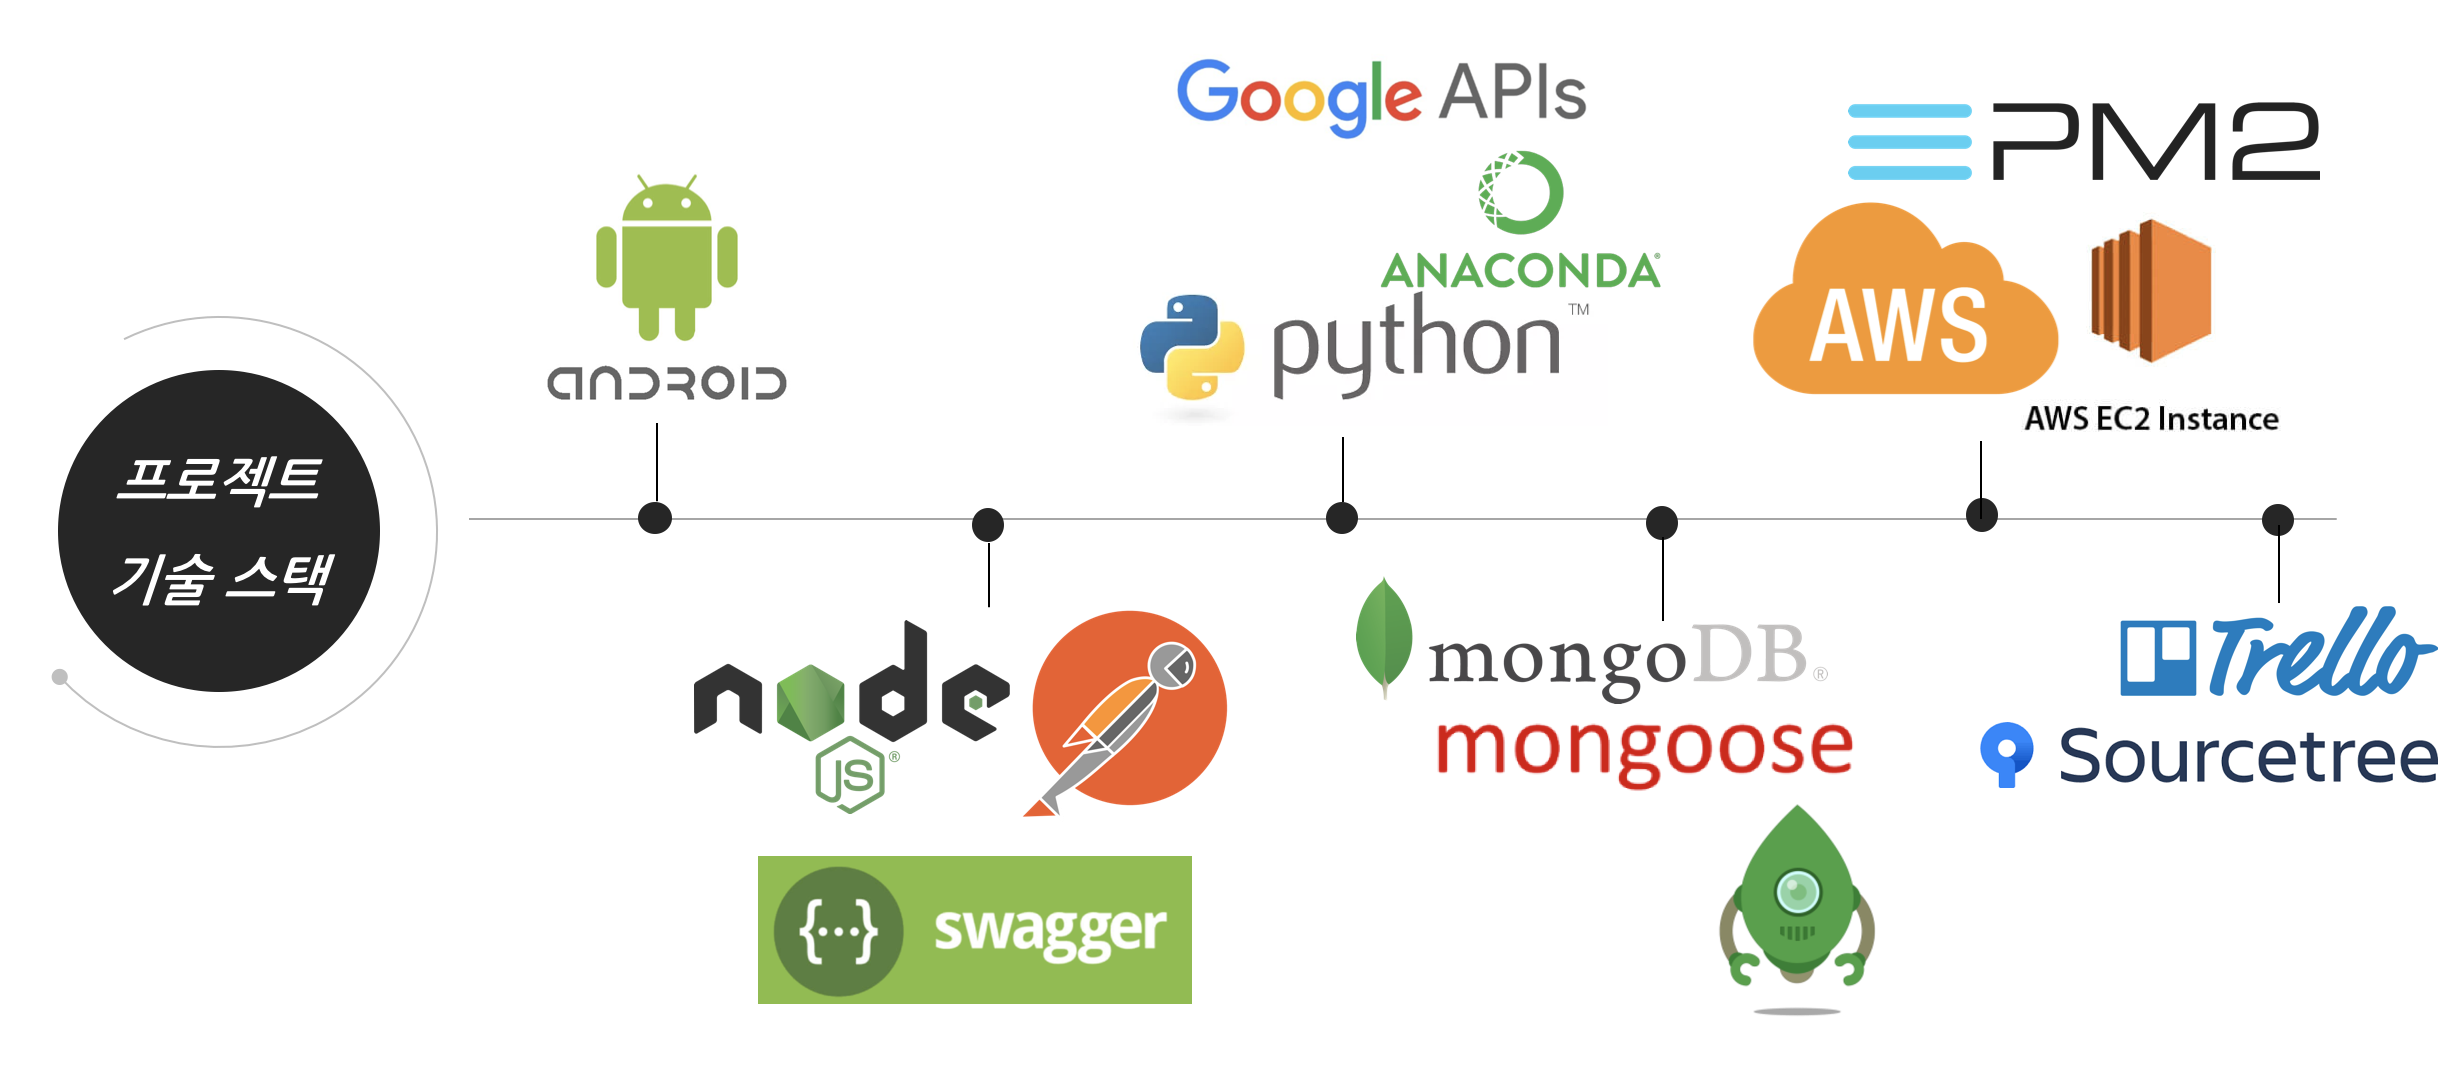 프로젝트
기술 스택
ANDROID
node
JS®
{...} swagger
Google APIs
ANACONDA®
python™
mongoDB®
mongoose
PM2
AWS
AWS EC2 Instance
Trello
Sourcetree